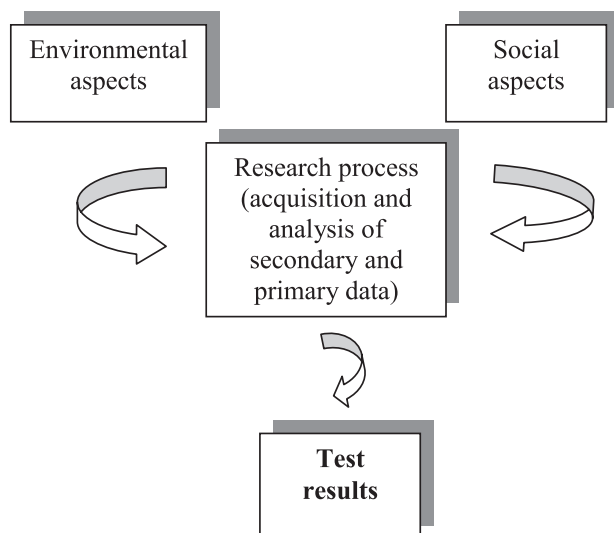 Environmental
aspects
Social
aspects
Research process
(acquisition and
analysis of
secondary and
primary data)
Test
results